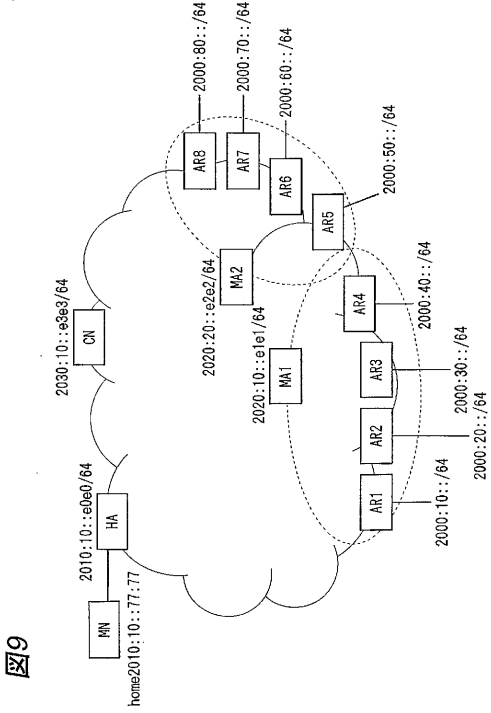 図9
MN
home2010:10::77:77
HA
2010:10::e0e0/64
CN
2030:10::e3e3/64
MA1
2020:10::e1e1/64
MA2
2020:20::e2e2/64
AR1
2000:10::/64
AR2
2000:20::/64
AR3
2000:30::/64
AR4
2000:40::/64
AR5
2000:50::/64
AR6
2000:60::/64
AR7
2000:70::/64
AR8
2000:80::/64